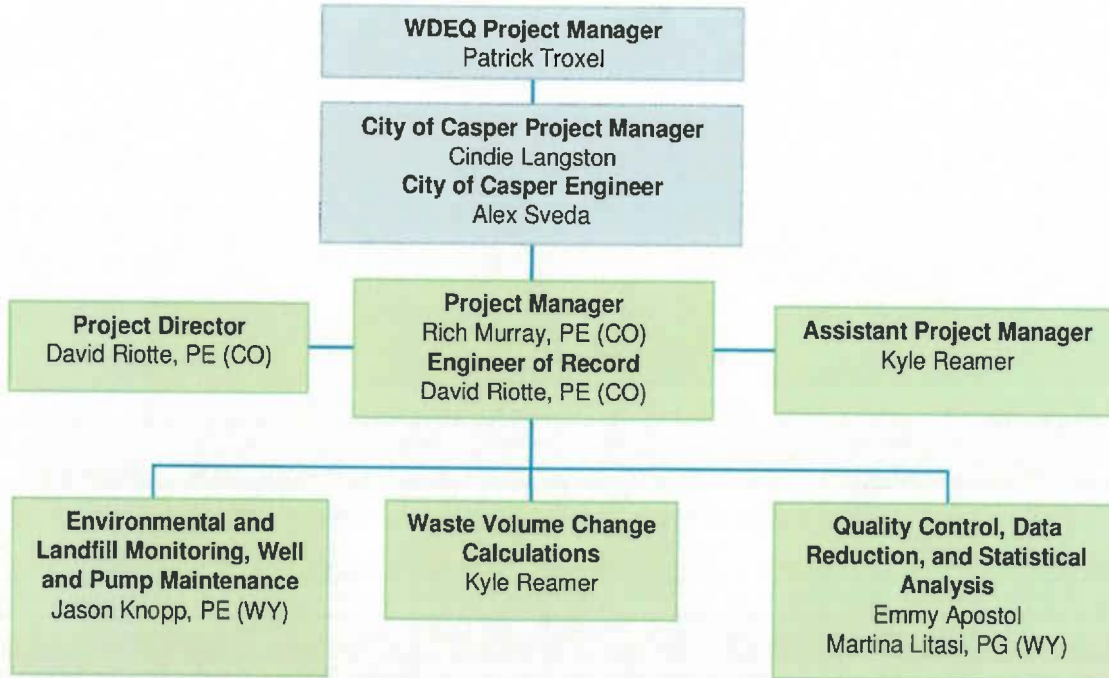 WDEQ Project Manager
Patrick Troxel
City of Casper Project Manager
Cindie Langston
City of Casper Engineer
Alex Sveda
Project Director
David Riotte, PE (CO)
Project Manager
Rich Murray, PE (CO)
Engineer of Record
David Riotte, PE (CO)
Assistant Project Manager
Kyle Reamer
Environmental and
Landfill Monitoring, Well
and Pump Maintenance
Jason Knopp, PE (WY)
Waste Volume Change
Calculations
Kyle Reamer
Quality Control, Data
Reduction, and Statistical
Analysis
Emmy Apostol
Martina Litasi, PG (WY)